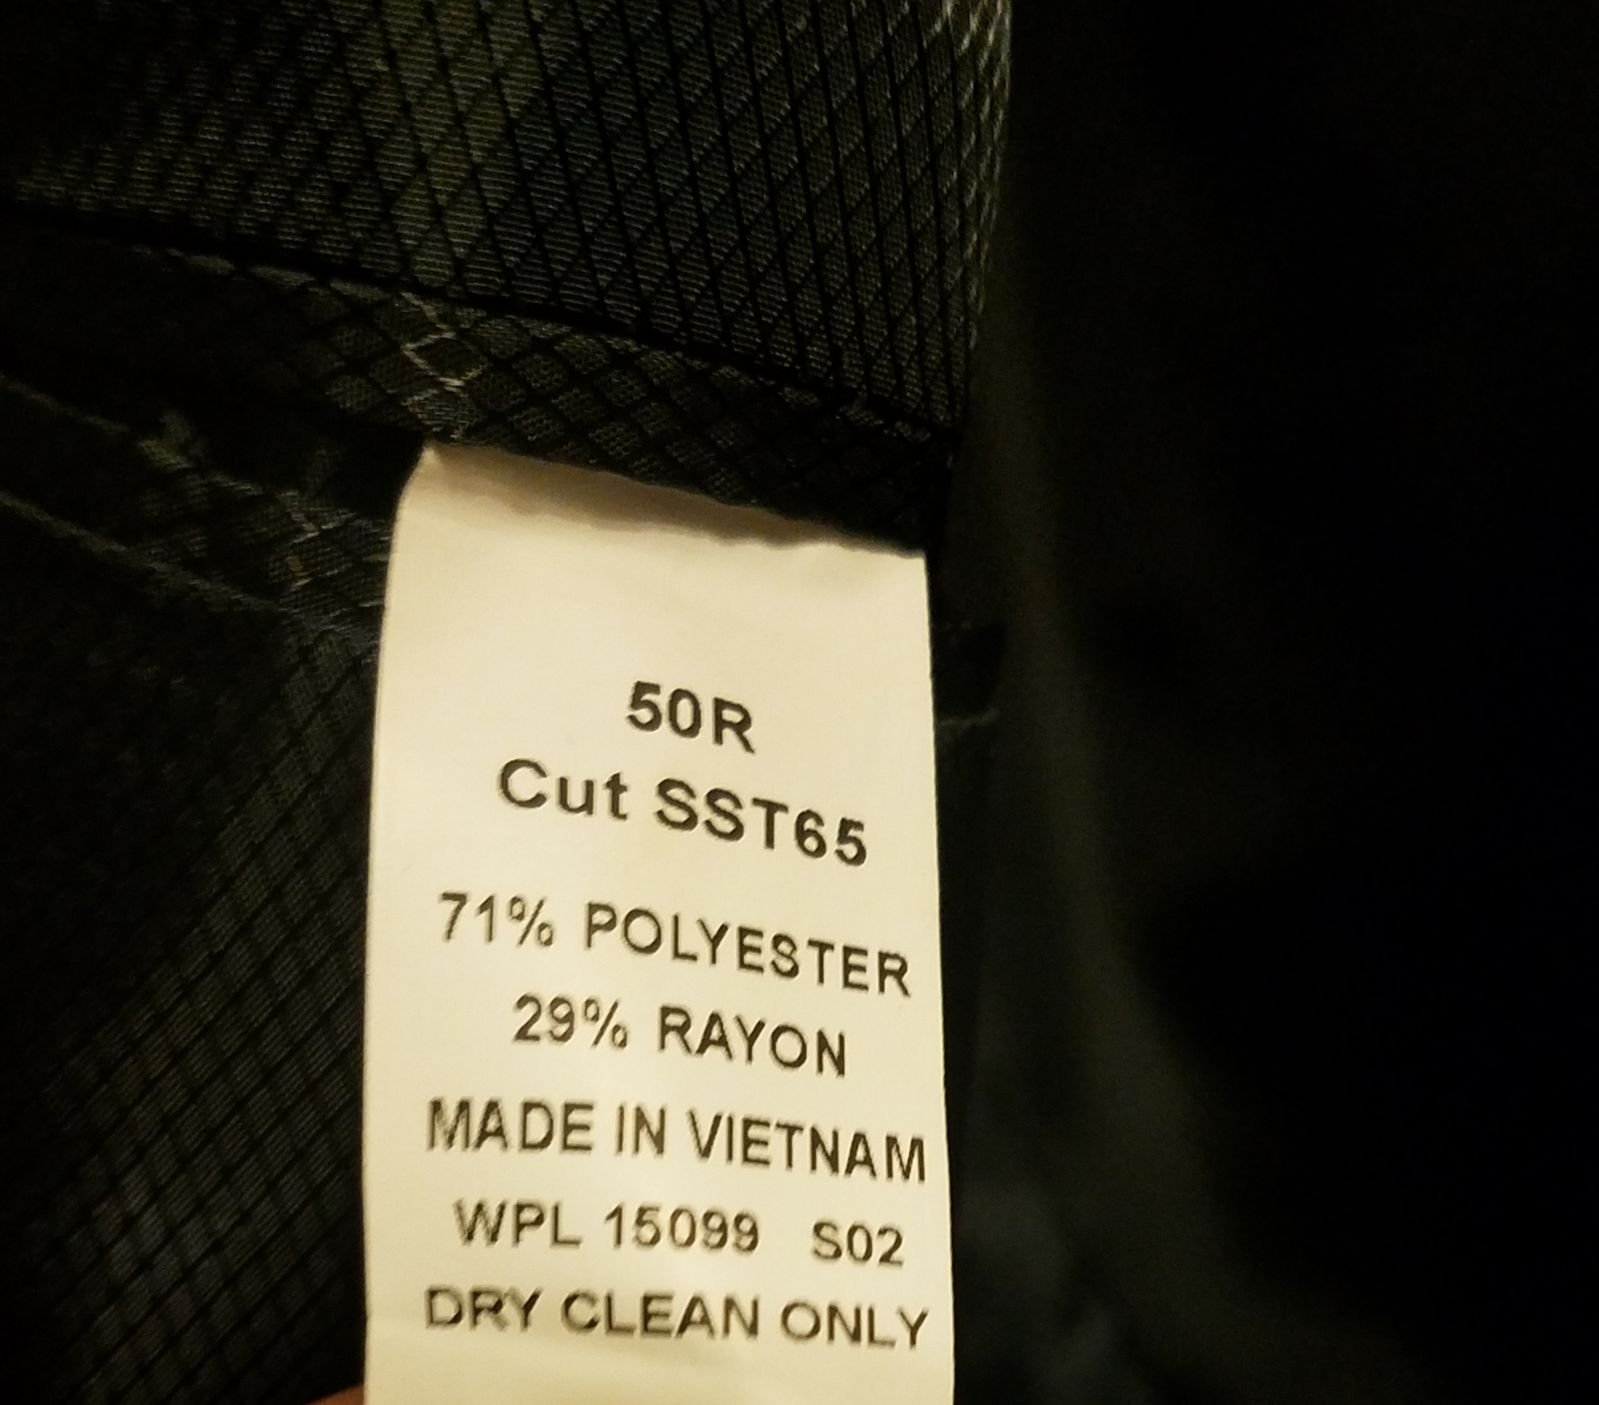 50R
Cut SST65
71% POLYESTER
29% RAYON
MADE IN VIETNAM
WPL 15099 S02
DRY CLEAN ONLY